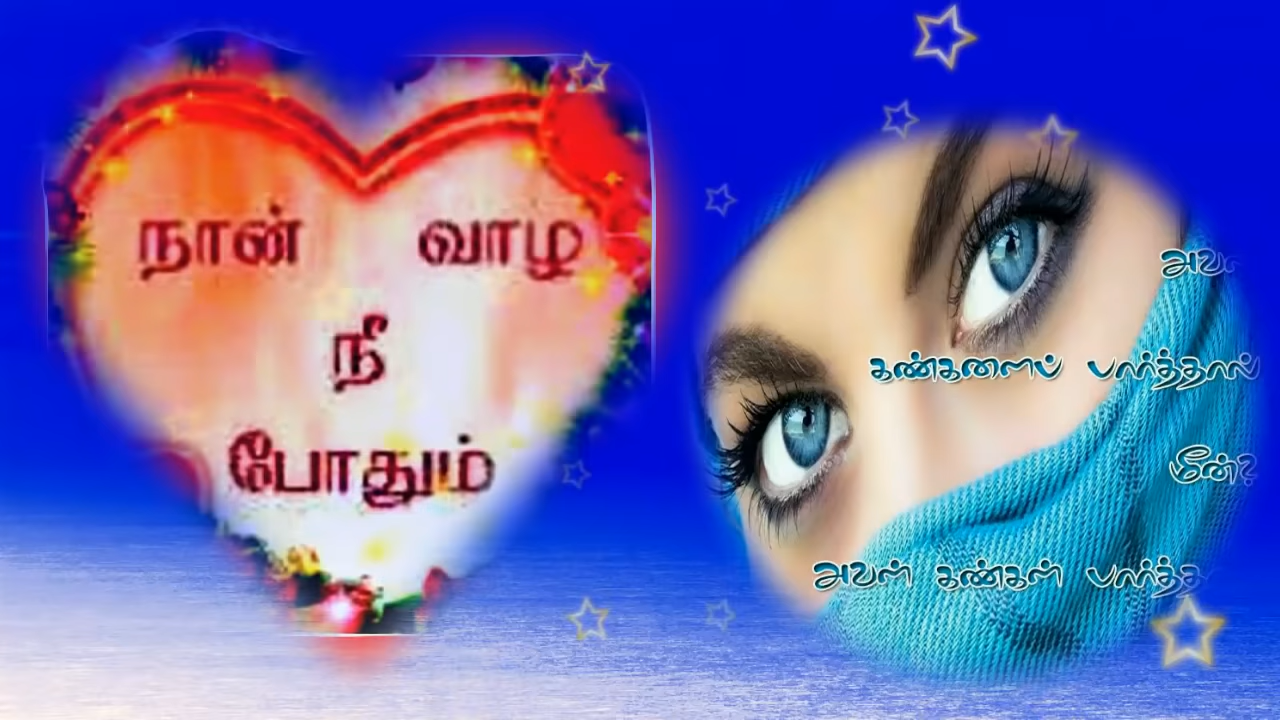 நான் வாழ
நீ
போதும்
கண்களைப் பார்த்தால்
அவள் கண்கள்